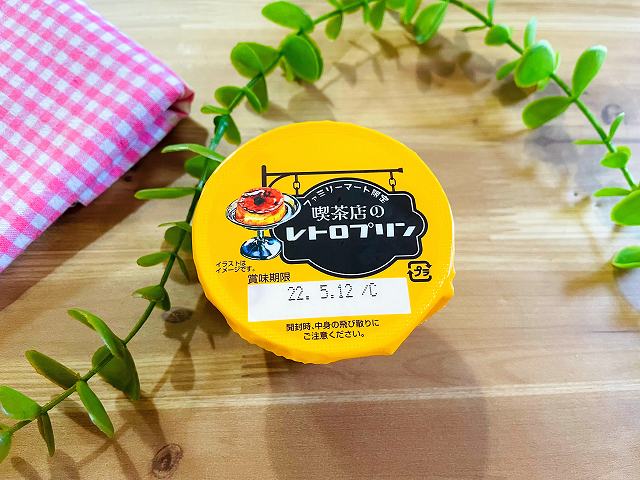 ファミリーマート限定
喫茶店の
レトロプリン
イラストは
イメージです。
賞味期限
22. 5.12 /C
プラ
開封時、中身の飛び散りに
ご注意ください。